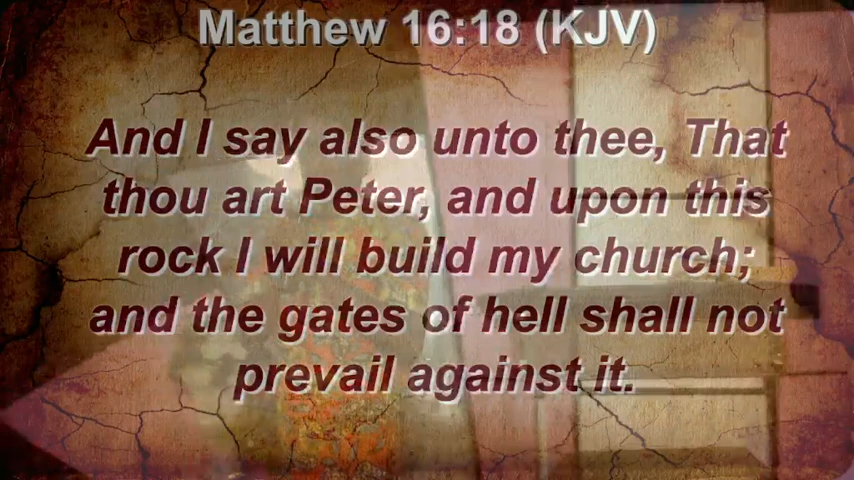 Matthew 16:18 (KJV)
And I say also unto thee, That
thou art Peter, and upon this
rock I will build my church;
and the gates of hell shall not
prevail against it.